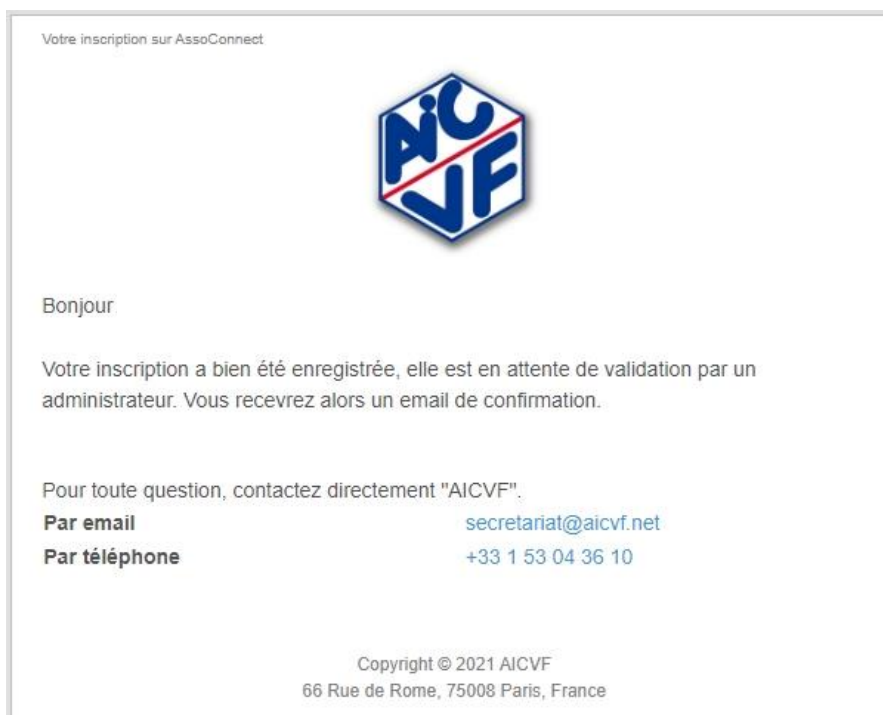 Votre inscription sur AssoConnect
AiC
VF
Bonjour
Votre inscription a bien été enregistrée, elle est en attente de validation par un
administrateur. Vous recevrez alors un email de confirmation.
Pour toute question, contactez directement "AICVF".
Par email secretariat@aicvf.net
Par téléphone +33 1 53 04 36 10
Copyright © 2021 AICVF
66 Rue de Rome, 75008 Paris, France